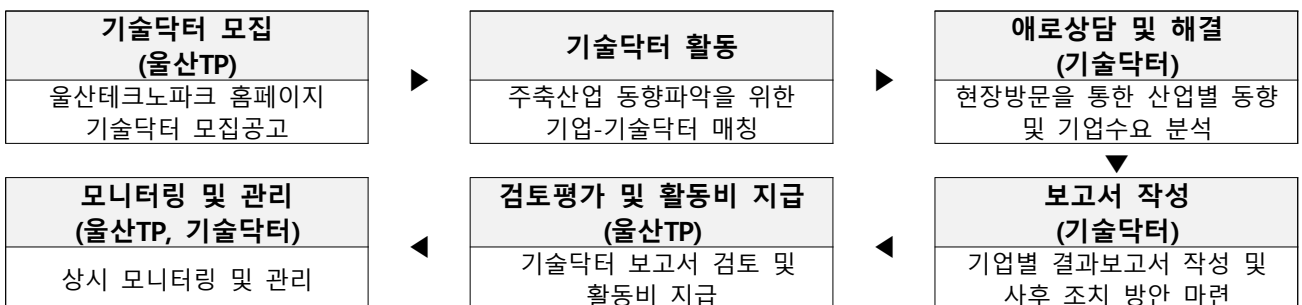 기술닥터 모집
(울산TP)
울산테크노파크 홈페이지
기술닥터 모집공고
▶
기술닥터 활동
주축산업 동향파악을 위한
기업-기술닥터 매칭
▶
애로상담 및 해결
(기술닥터)
현장방문을 통한 산업별 동향
및 기업수요 분석
▼
보고서 작성
(기술닥터)
기업별 결과보고서 작성 및
사후 조치 방안 마련
◀
검토평가 및 활동비 지급
(울산TP)
기술닥터 보고서 검토 및
활동비 지급
◀
모니터링 및 관리
(울산TP, 기술닥터)
상시 모니터링 및 관리